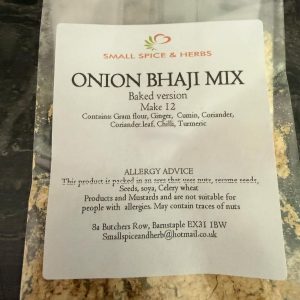 SMALL SPICE & HERBS
ONION BHAJI MIX
Baked version
Make 12
Contains: Gram flour, Ginger, Cumin, Coriander,
Coriander leaf, Chilli, Turmeric
ALLERGY ADVICE
This product is packed in an area that uses nuts, sesame seeds,
Seeds, soya, Celery wheat
Products and Mustards and are not suitable for
people with allergies. May contain traces of nuts
8a Butchers Row, Barnstaple EX31 1BW
Smallspiceandherb@hotmail.co.uk